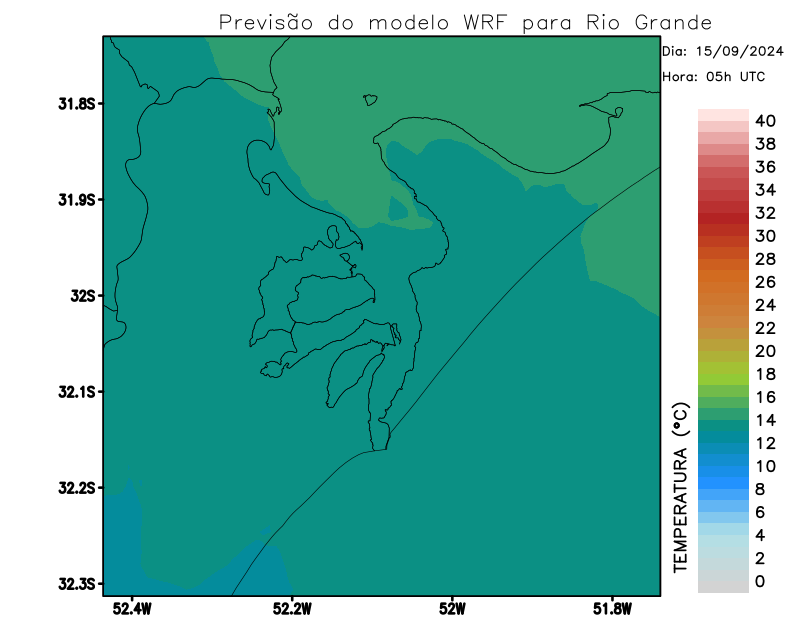 Previsão do modelo WRF para Rio Grande
Dia: 15/09/2024
Hora: 05h UTC
31.8S
31.9S
32S
32.1S
32.2S
32.3S
52.4W
52.2W
52W
51.8W
TEMPERATURA (°C)
40
38
36
34
32
30
28
26
24
22
20
18
16
14
12
10
8
6
4
2
0